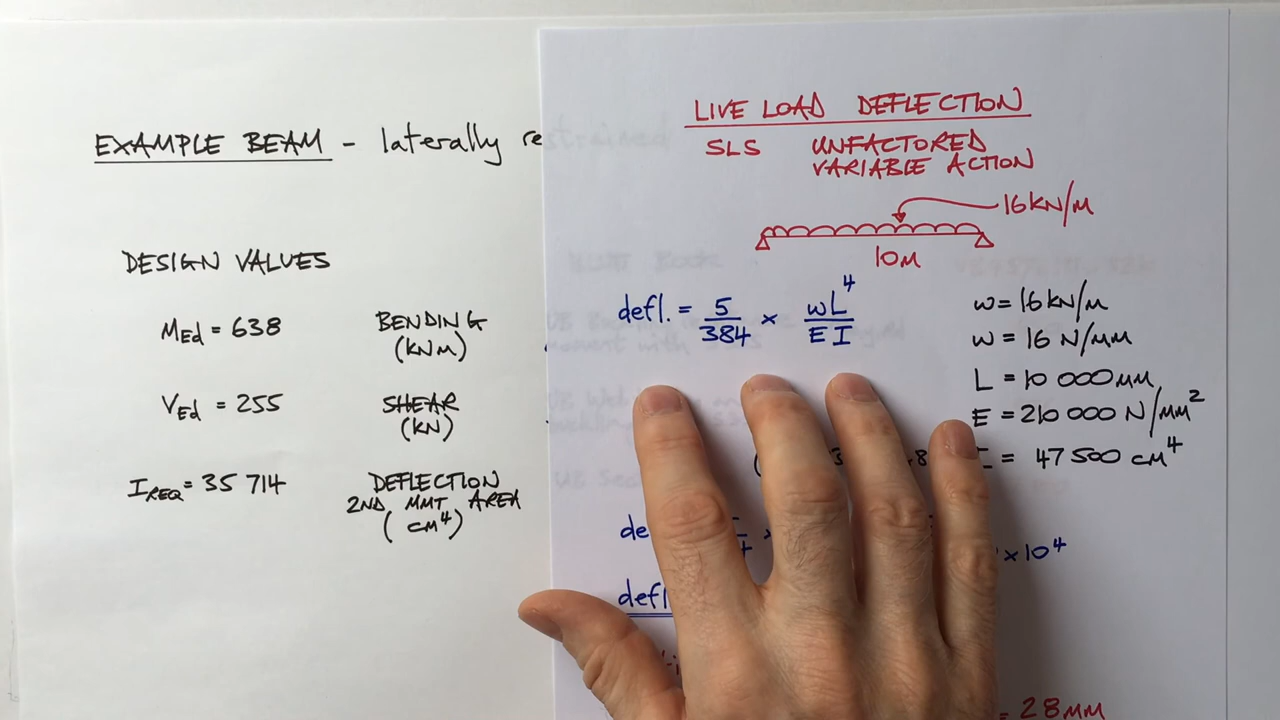 EXAMPLE BEAM - laterally re
DESIGN VALUES
MEd = 638 BENDING (KNM)
VEd = 255 SHEAR (KN)
IREQ = 35 714 DEFLECTION 2ND MMT AREA (CM⁴)
LIVE LOAD DEFLECTION
SLS UNFACTORED
VARIABLE ACTION
16KN/M
10M
defl. = 5/384 × wL⁴/EI
w = 16KN/M
w = 16 N/MM
L = 10 000MM
E = 210 000 N/MM²
= 47 500 CM⁴
de
× 10⁴
defl
= 28MM